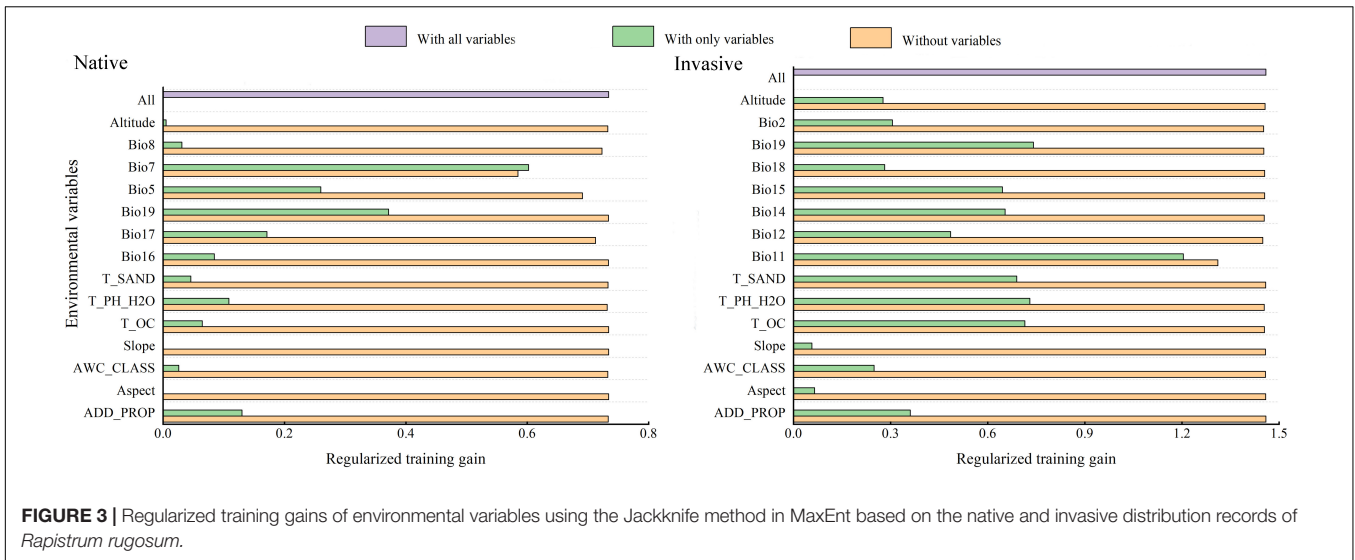 With all variables
With only variables
Without variables
Native
Environmental variables
All
Altitude
Bio8
Bio7
Bio5
Bio19
Bio17
Bio16
T_SAND
T_PH_H2O
T_OC
Slope
AWC_CLASS
Aspect
ADD_PROP
0.0 0.2 0.4 0.6 0.8
Regularized training gain
Invasive
All
Altitude
Bio2
Bio19
Bio18
Bio15
Bio14
Bio12
Bio11
T_SAND
T_PH_H2O
T_OC
Slope
AWC_CLASS
Aspect
ADD_PROP
0.0 0.3 0.6 0.9 1.2 1.5
Regularized training gain
FIGURE 3 | Regularized training gains of environmental variables using the Jackknife method in MaxEnt based on the native and invasive distribution records of
Rapistrum rugosum.